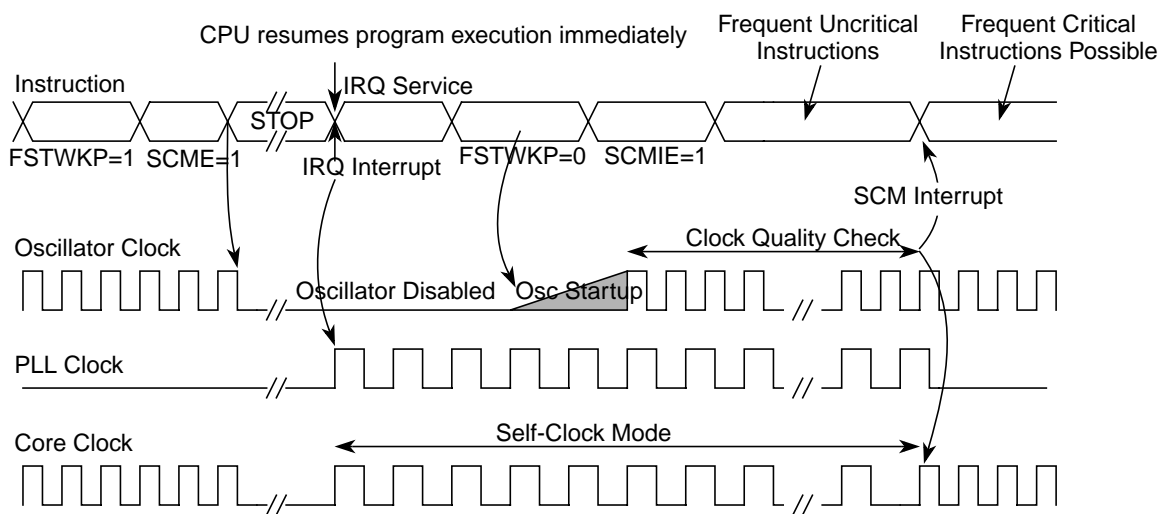 CPU resumes program execution immediately
Frequent Uncritical
Instructions
Frequent Critical
Instructions Possible
Instruction
IRQ Service
STOP
FSTWKP=1
SCME=1
IRQ Interrupt
FSTWKP=0
SCMIE=1
SCM Interrupt
Clock Quality Check
Oscillator Clock
Oscillator Disabled
Osc Startup
PLL Clock
Self-Clock Mode
Core Clock